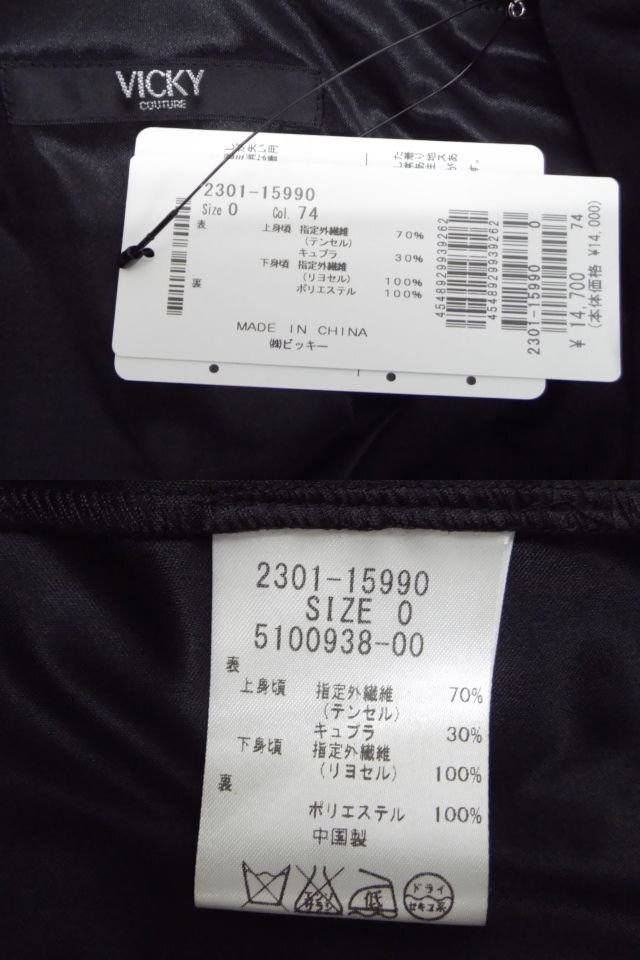 VICKY
COUTURE
2301-15990
Size 0 Col. 74
表 上身頃 指定外繊維 70%
(テンセル)
キュプラ 30%
下身頃 指定外繊維
(リヨセル) 100%
裏 ポリエステル 100%
MADE IN CHINA
㈱ビッキー
4548929939262
4548929939262
2301-15990 0
74
¥ 14,700
(本体価格 ¥14,000)
2301-15990
SIZE 0
5100938-00
表
上身頃 指定外繊維 70%
(テンセル)
キュプラ 30%
下身頃 指定外繊維
(リヨセル) 100%
裏
ポリエステル 100%
中国製
低
ドライ
セキユ系